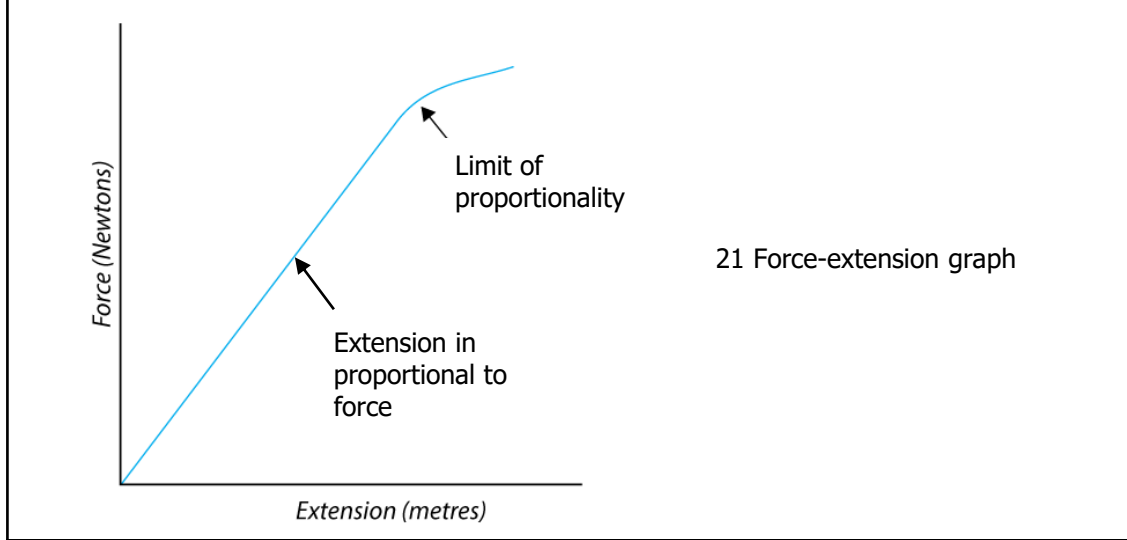 Force (Newtons)
Limit of
proportionality
21 Force-extension graph
Extension in
proportional to
force
Extension (metres)